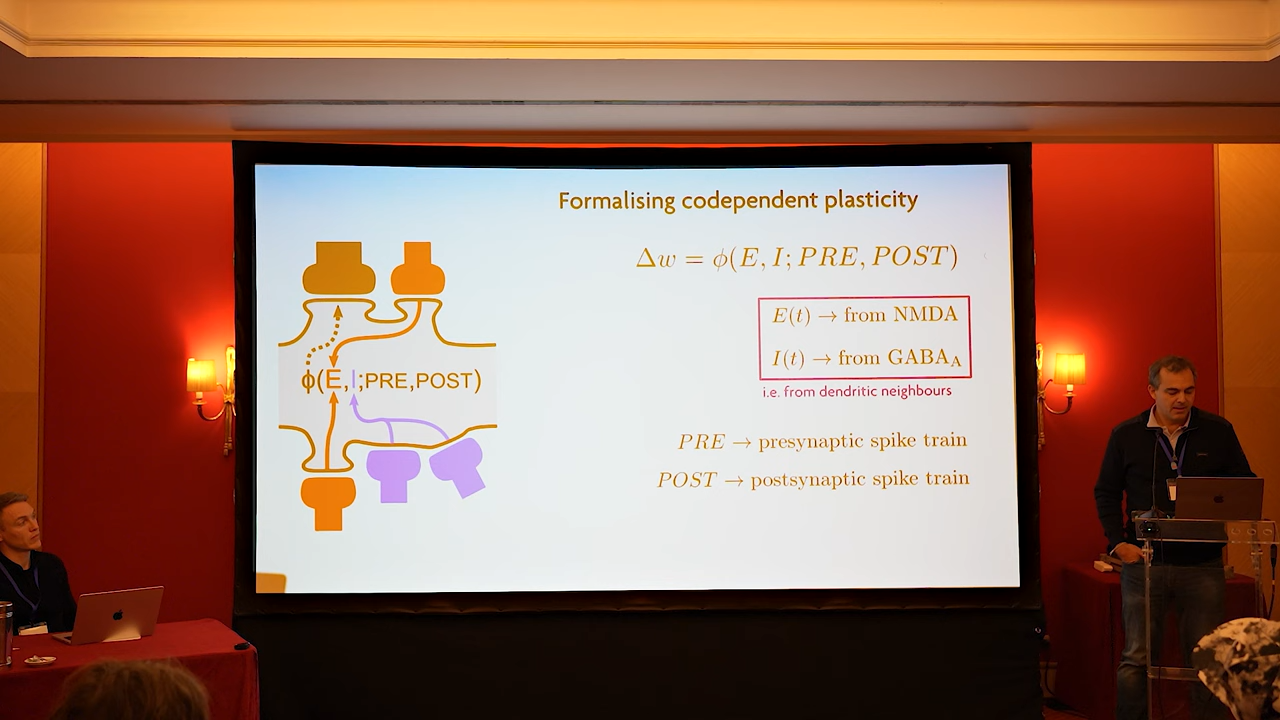 Formalising codependent plasticity
Δw = ϕ(E, I; PRE, POST)
E(t) → from NMDA
I(t) → from GABA_A
i.e. from dendritic neighbours
ϕ(E,I;PRE,POST)
PRE → presynaptic spike train
POST → postsynaptic spike train